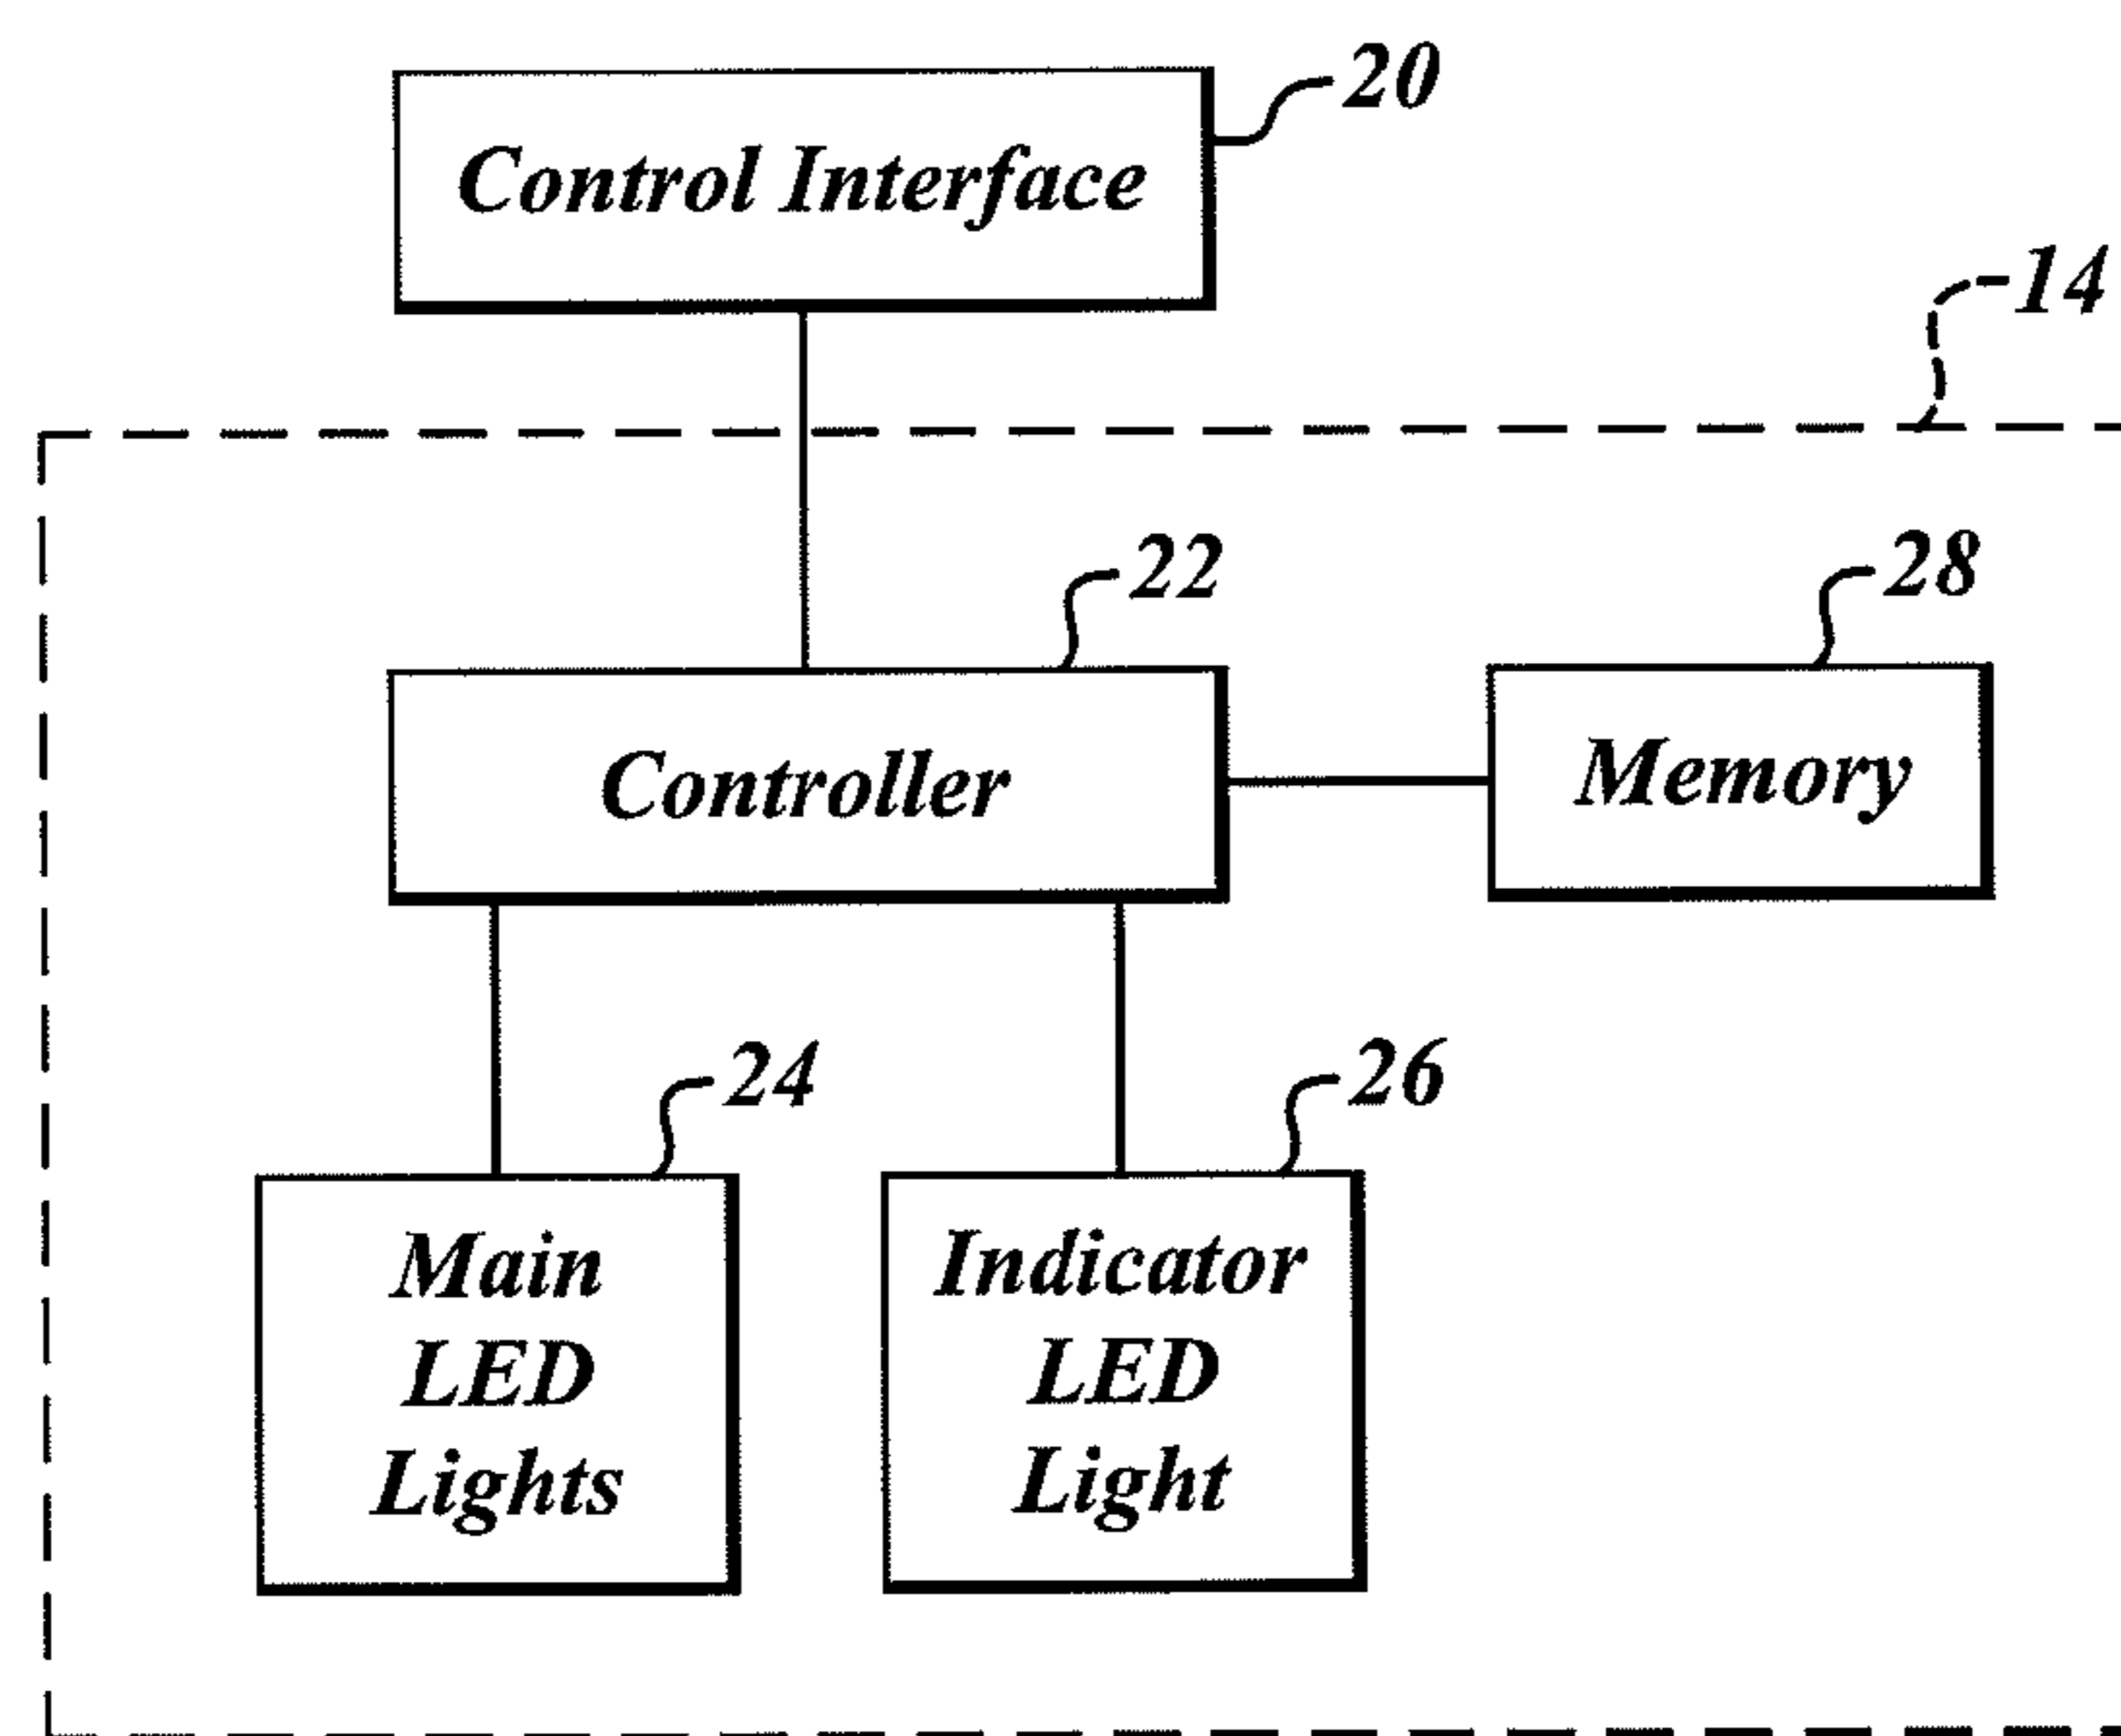 20
Control Interface
14
22
28
Controller
Memory
24
26
Main
LED
Lights
Indicator
LED
Light